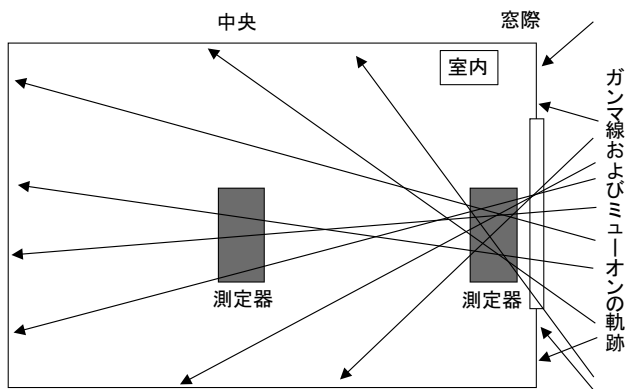 中央
窓際
室内
測定器
測定器
ガンマ線およびミューオンの軌跡